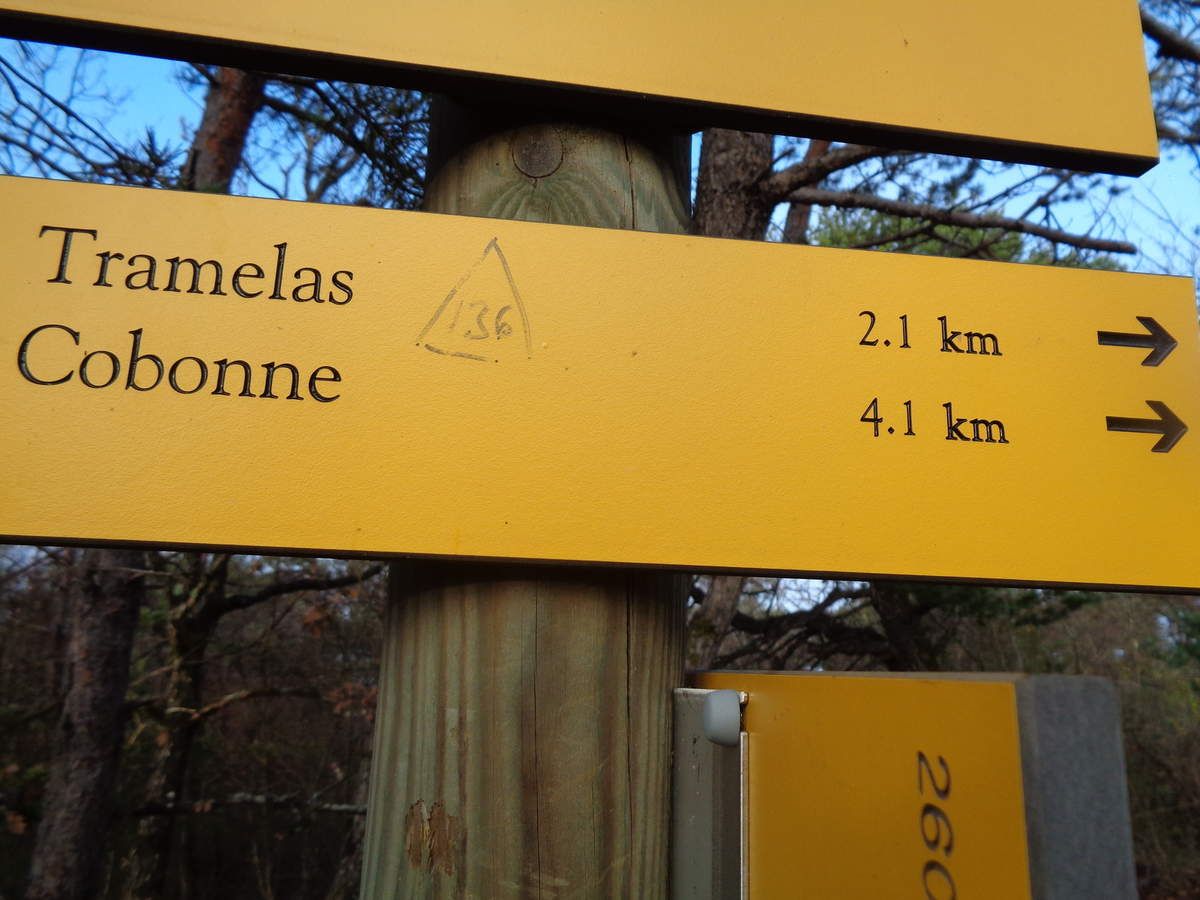 Tramelas 2.1 km →
Cobonne 4.1 km →
136
260